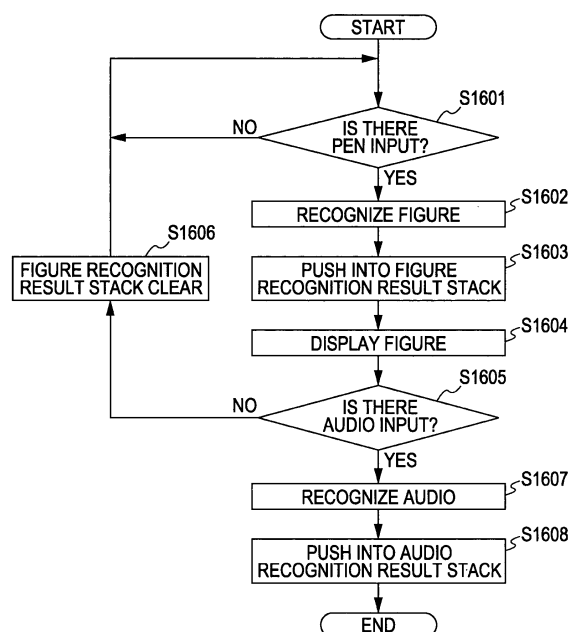 START
S1601
NO
IS THERE
PEN INPUT?
YES
S1602
RECOGNIZE FIGURE
S1606
S1603
FIGURE RECOGNITION
RESULT STACK CLEAR
PUSH INTO FIGURE
RECOGNITION RESULT STACK
S1604
DISPLAY FIGURE
S1605
NO
IS THERE
AUDIO INPUT?
YES
S1607
RECOGNIZE AUDIO
S1608
PUSH INTO AUDIO
RECOGNITION RESULT STACK
END